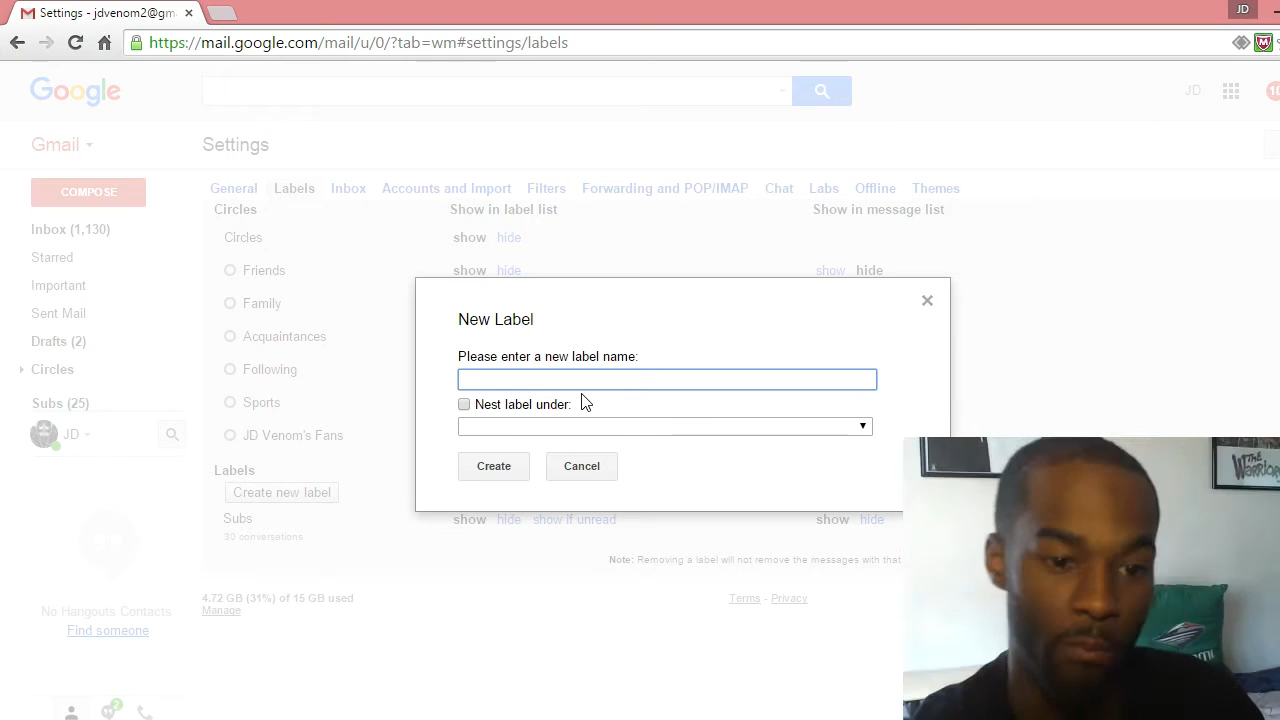 Settings - jdvenom2@gm
JD
https://mail.google.com/mail/u/0/?tab=wm#settings/labels
Google
JD
10
Gmail
Settings
COMPOSE
General Labels Inbox Accounts and Import Filters Forwarding and POP/IMAP Chat Labs Offline Themes
Circles Show in label list Show in message list
Inbox (1,130)
Circles show hide
Starred
Friends show hide show hide
Important
Family
Sent Mail
Acquaintances
Drafts (2)
Following
Circles
Sports
Subs (25)
JD Venom's Fans
JD
New Label
Please enter a new label name:
Nest label under:
Create Cancel
Labels
Create new label
Subs show hide show if unread show hide
30 conversations
Note: Removing a label will not remove the messages with that
4.72 GB (31%) of 15 GB used
Manage
Terms - Privacy
No Hangouts Contacts
Find someone
2
THE
WARRIORS